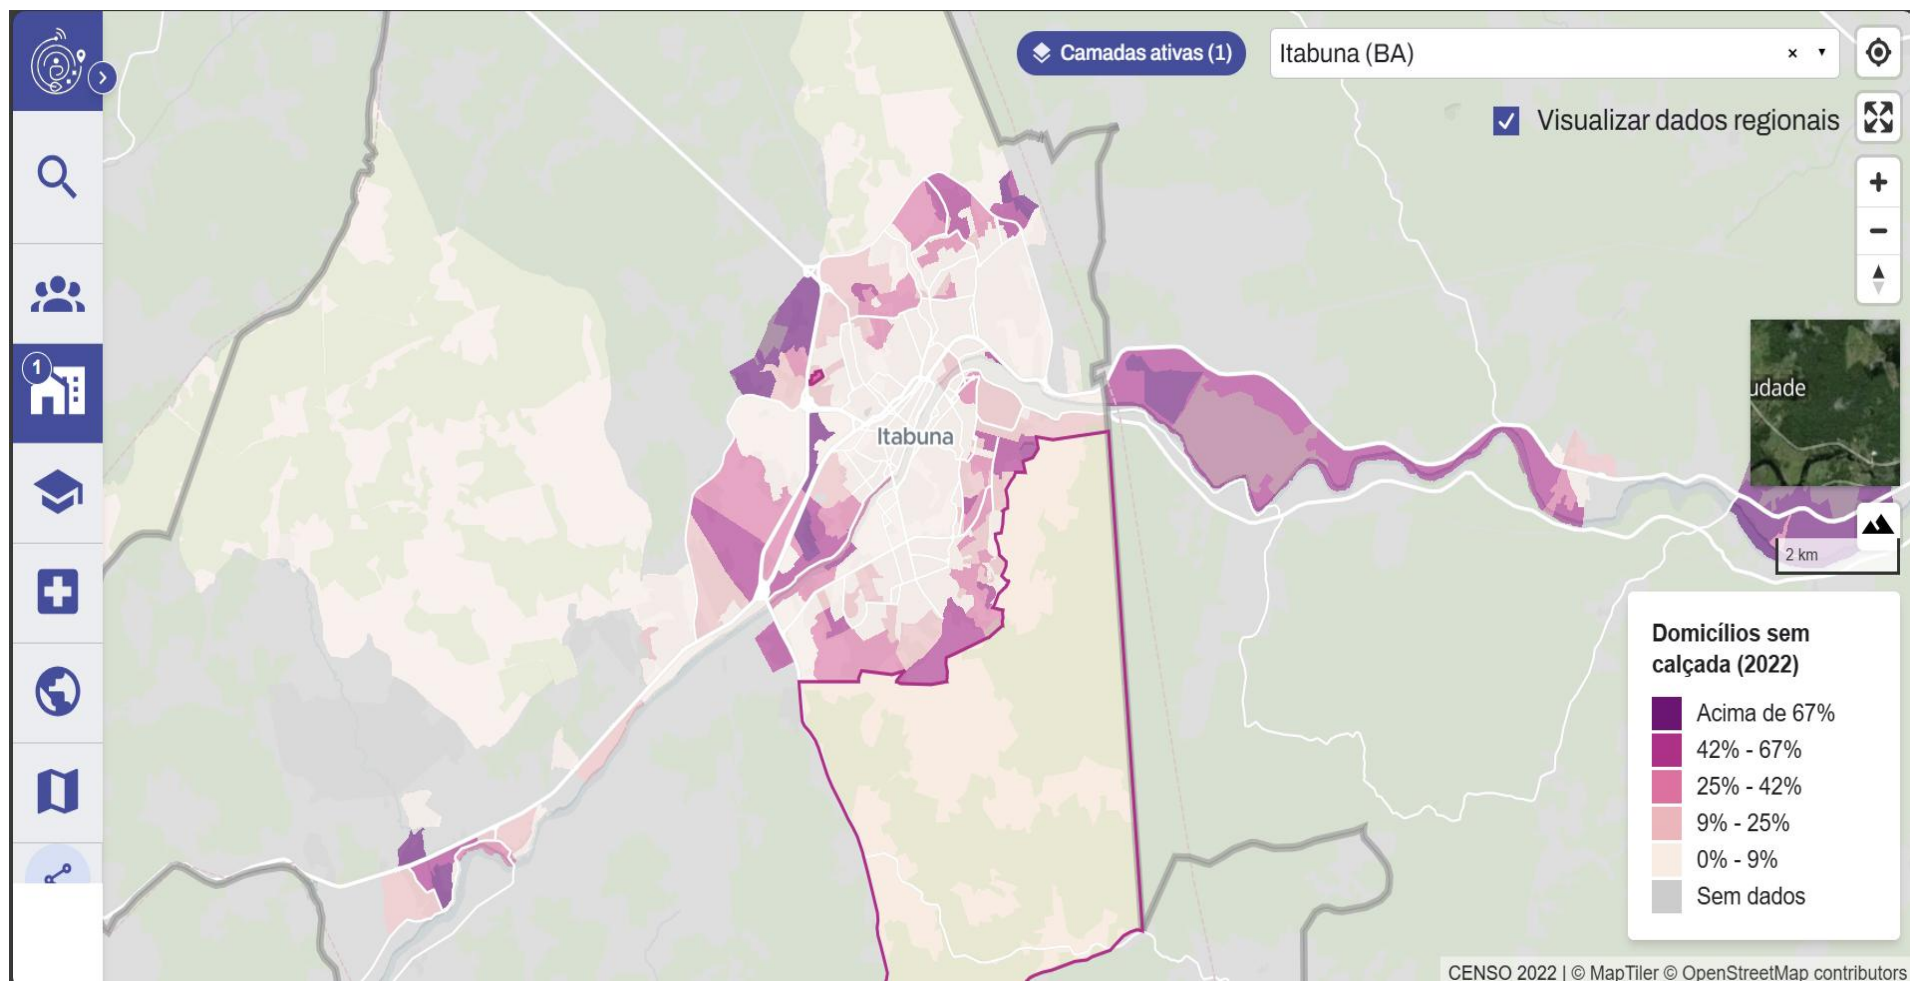 Camadas ativas (1)
Itabuna (BA)
Visualizar dados regionais
1
udade
Itabuna
2 km
Domicílios sem
calçada (2022)
Acima de 67%
42% - 67%
25% - 42%
9% - 25%
0% - 9%
Sem dados
CENSO 2022 | © MapTiler © OpenStreetMap contributors